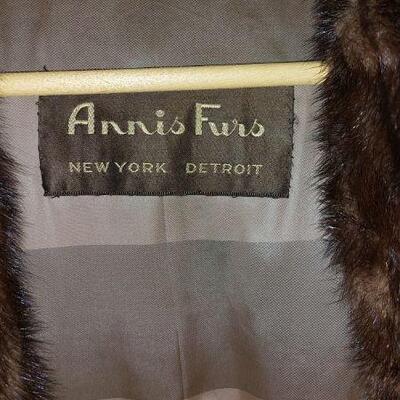 Annis Furs
NEW YORK DETROIT